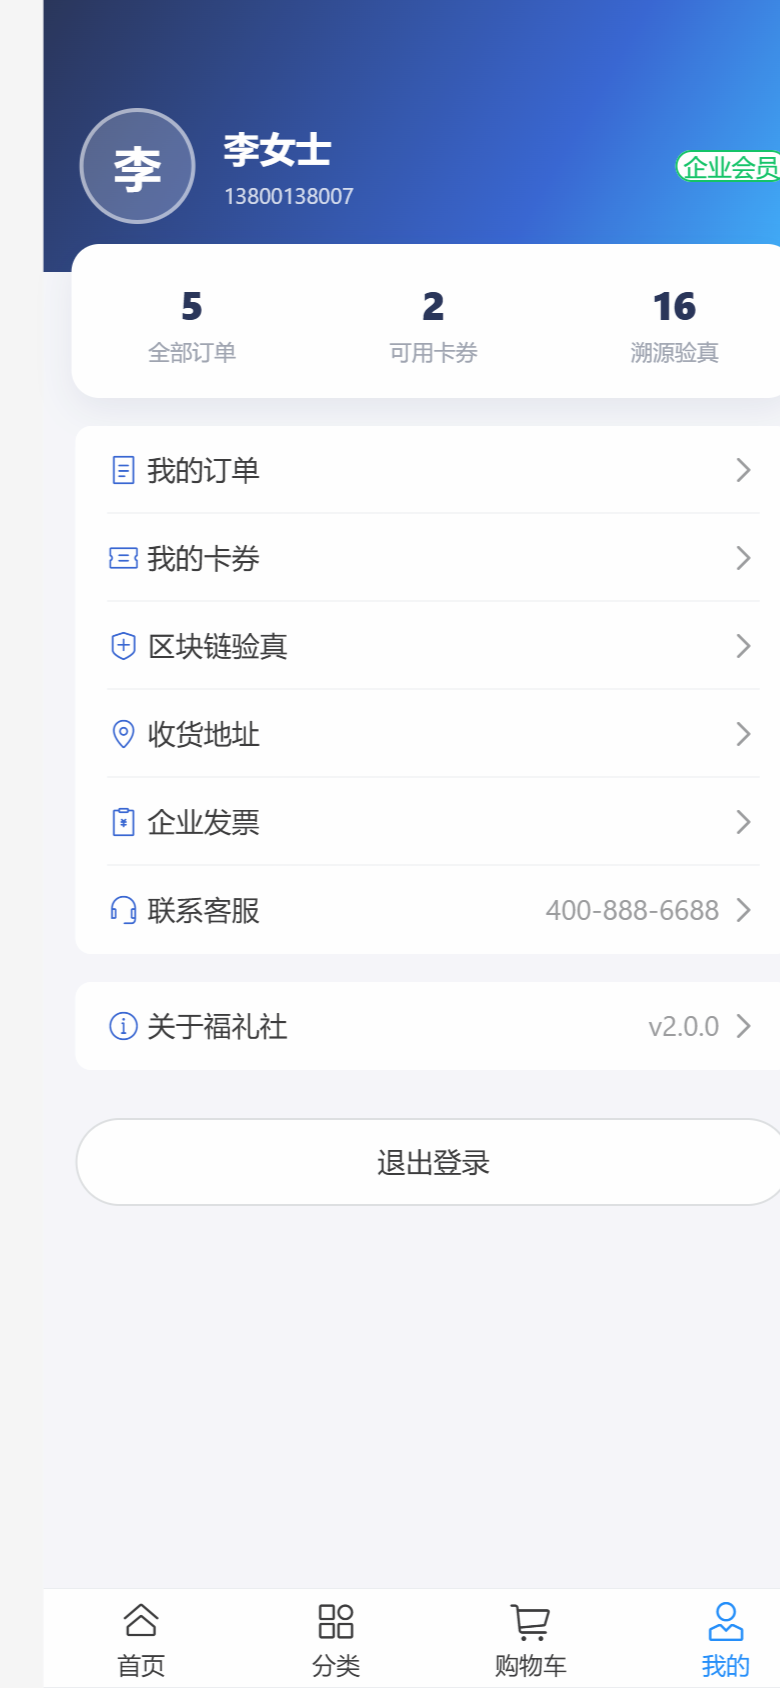 李
李女士
13800138007
企业会员
5
2
16
全部订单
可用卡券
溯源验真
我的订单
我的卡券
区块链验真
收货地址
企业发票
联系客服 400-888-6688
关于福礼社 v2.0.0
退出登录
首页 分类 购物车 我的